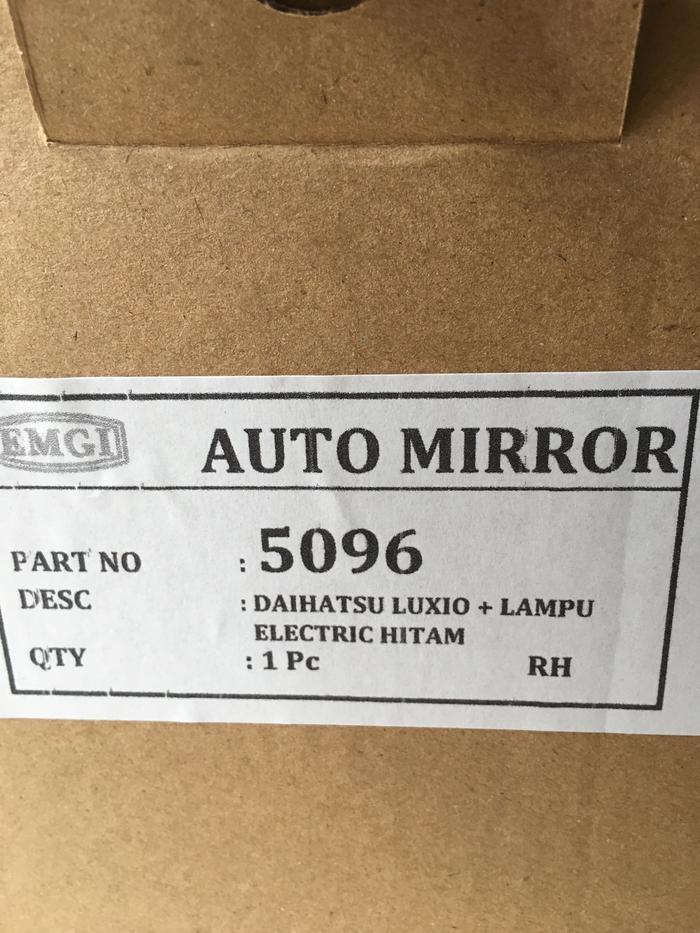 EMGI AUTO MIRROR
PART NO : 5096
DESC : DAIHATSU LUXIO + LAMPU
ELECTRIC HITAM
QTY : 1 Pc RH